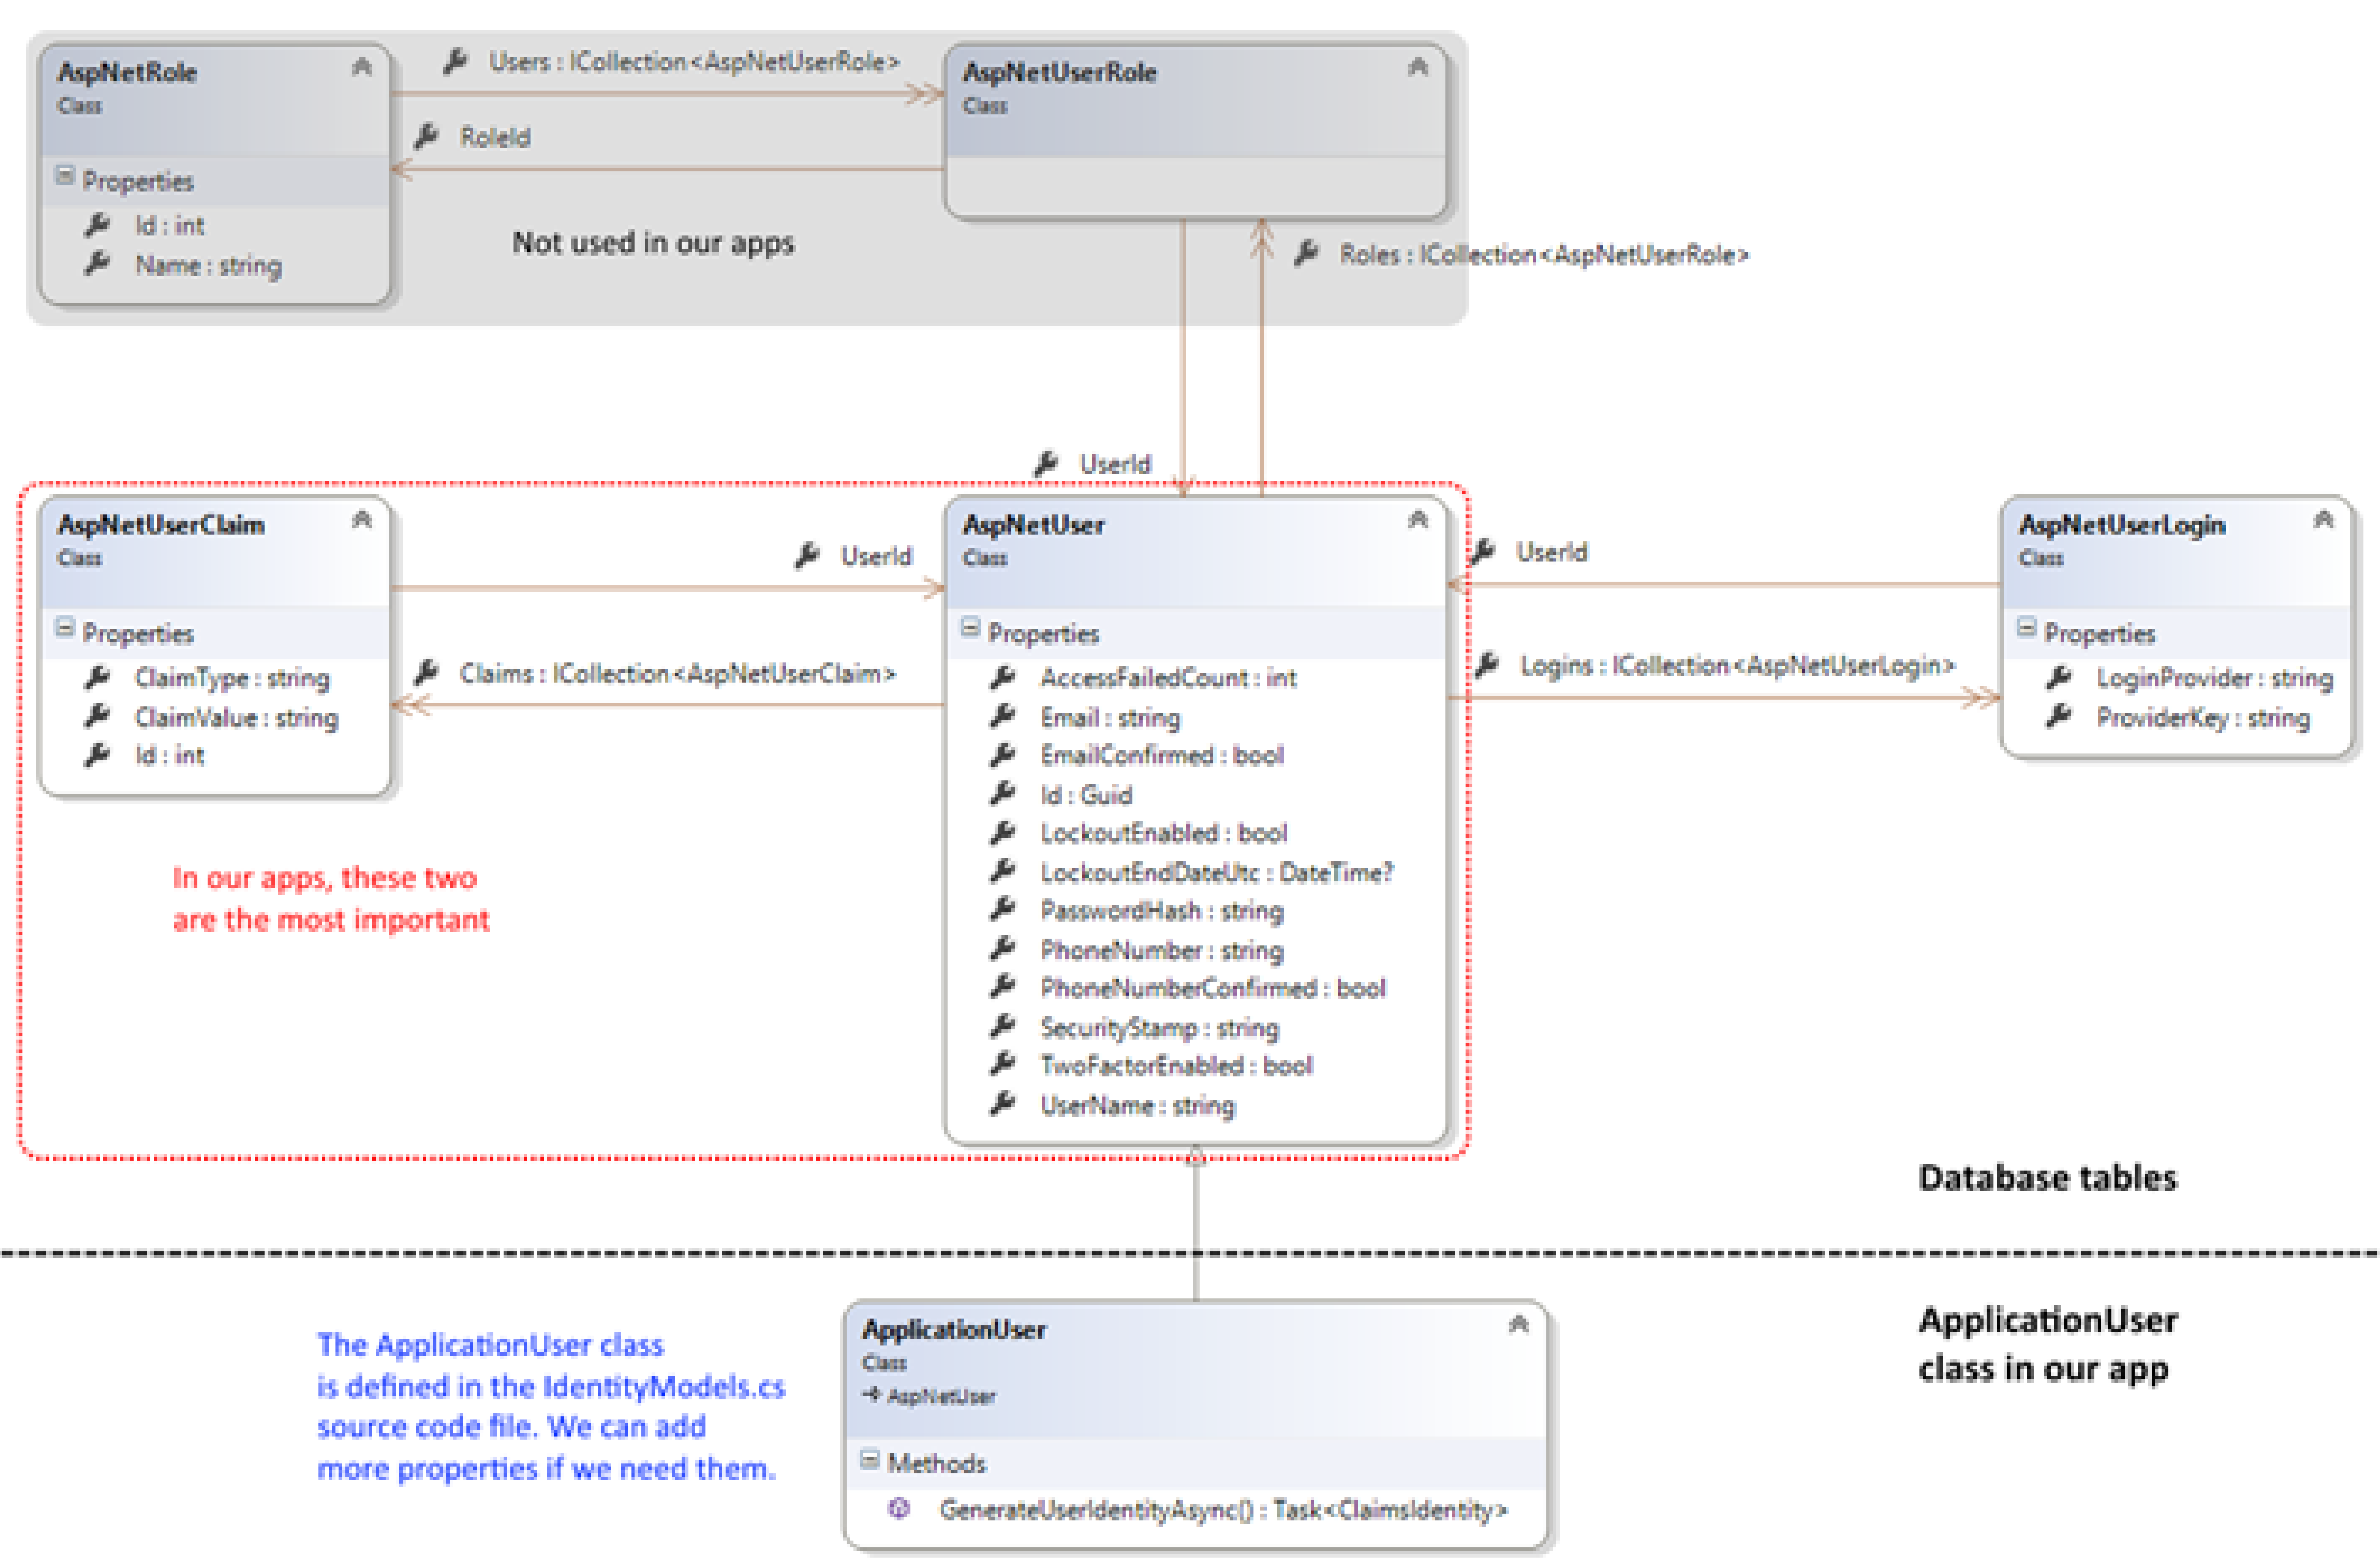 AspNetRole
Class
Properties
Id : int
Name : string
Users : ICollection<AspNetUserRole>
RoleId
Not used in our apps
AspNetUserRole
Class
Roles : ICollection<AspNetUserRole>
UserId
AspNetUserClaim
Class
Properties
ClaimType : string
ClaimValue : string
Id : int
UserId
Claims : ICollection<AspNetUserClaim>
In our apps, these two
are the most important
AspNetUser
Class
Properties
AccessFailedCount : int
Email : string
EmailConfirmed : bool
Id : Guid
LockoutEnabled : bool
LockoutEndDateUtc : DateTime?
PasswordHash : string
PhoneNumber : string
PhoneNumberConfirmed : bool
SecurityStamp : string
TwoFactorEnabled : bool
UserName : string
UserId
Logins : ICollection<AspNetUserLogin>
AspNetUserLogin
Class
Properties
LoginProvider : string
ProviderKey : string
Database tables
The ApplicationUser class
is defined in the IdentityModels.cs
source code file. We can add
more properties if we need them.
ApplicationUser
Class
AspNetUser
Methods
GenerateUserIdentityAsync() : Task<ClaimsIdentity>
ApplicationUser
class in our app